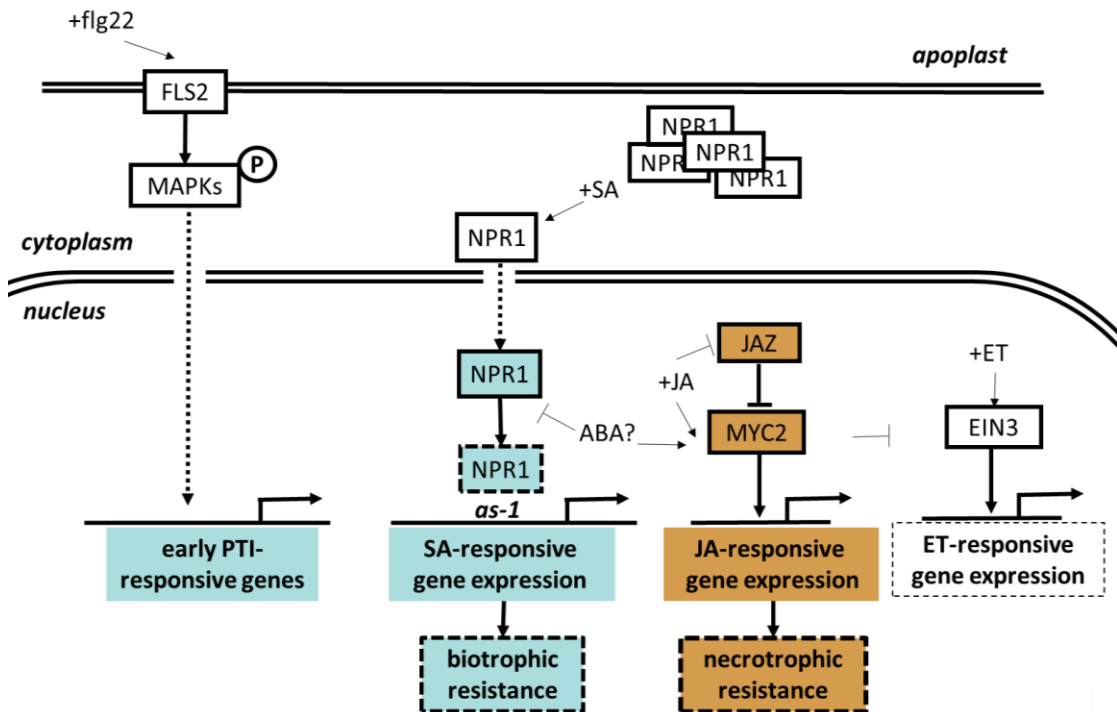 +flg22
apoplast
FLS2
NPR1
NPR1
NPR1
NPR1
MAPKs
P
+SA
NPR1
cytoplasm
nucleus
JAZ
+ET
NPR1
+JA
ABA?
MYC2
EIN3
NPR1
as-1
early PTI-
responsive genes
SA-responsive
gene expression
JA-responsive
gene expression
ET-responsive
gene expression
biotrophic
resistance
necrotrophic
resistance